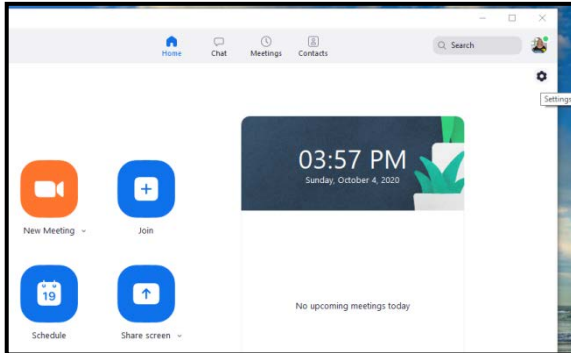 Home
Chat
Meetings
Contacts
Search
Settings
03:57 PM
Sunday, October 4, 2020
New Meeting
Join
19
Schedule
Share screen
No upcoming meetings today